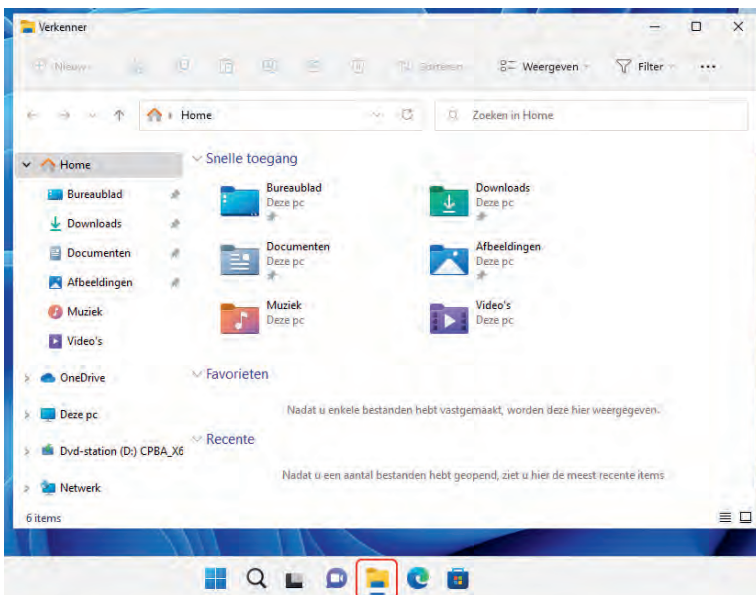 Verkenner
Nieuw Sorteren Weergeven Filter ...
Home Zoeken in Home
Home
Bureaublad
Downloads
Documenten
Afbeeldingen
Muziek
Video's
OneDrive
Deze pc
Dvd-station (D:) CPBA_X6
Netwerk
Snelle toegang
Bureaublad
Deze pc
Downloads
Deze pc
Documenten
Deze pc
Afbeeldingen
Deze pc
Muziek
Deze pc
Video's
Deze pc
Favorieten
Nadat u enkele bestanden hebt vastgemaakt, worden deze hier weergegeven.
Recente
Nadat u een aantal bestanden hebt geopend, ziet u hier de meest recente items
6 items